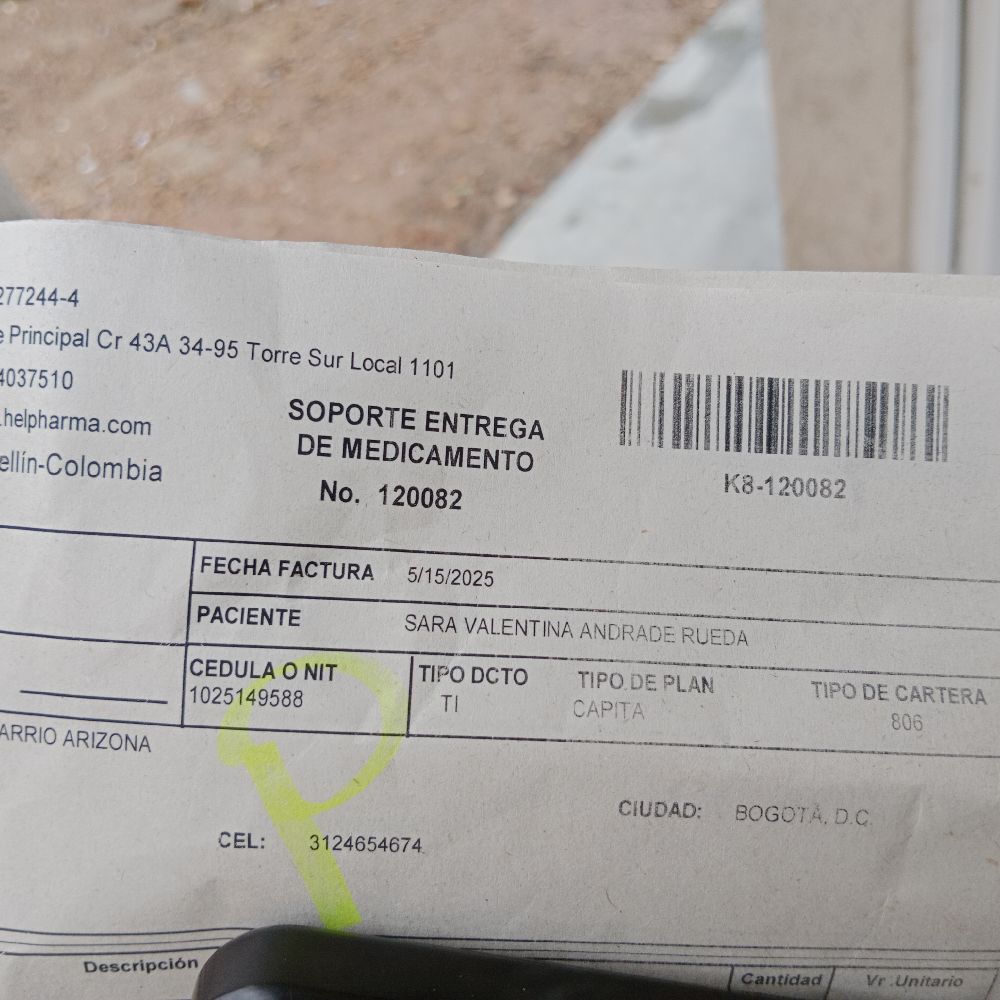 277244-4
Principal Cr 43A 34-95 Torre Sur Local 1101
4037510
.helpharma.com
ellín-Colombia
SOPORTE ENTREGA
DE MEDICAMENTO
No. 120082
K8-120082
FECHA FACTURA 5/15/2025
PACIENTE SARA VALENTINA ANDRADE RUEDA
CEDULA O NIT TIPO DCTO TIPO DE PLAN TIPO DE CARTERA
1025149588 TI CAPITA 806
ARRIO ARIZONA
CIUDAD: BOGOTÁ, D.C.
CEL: 3124654674
P
Descripción Cantidad Vr .Unitario